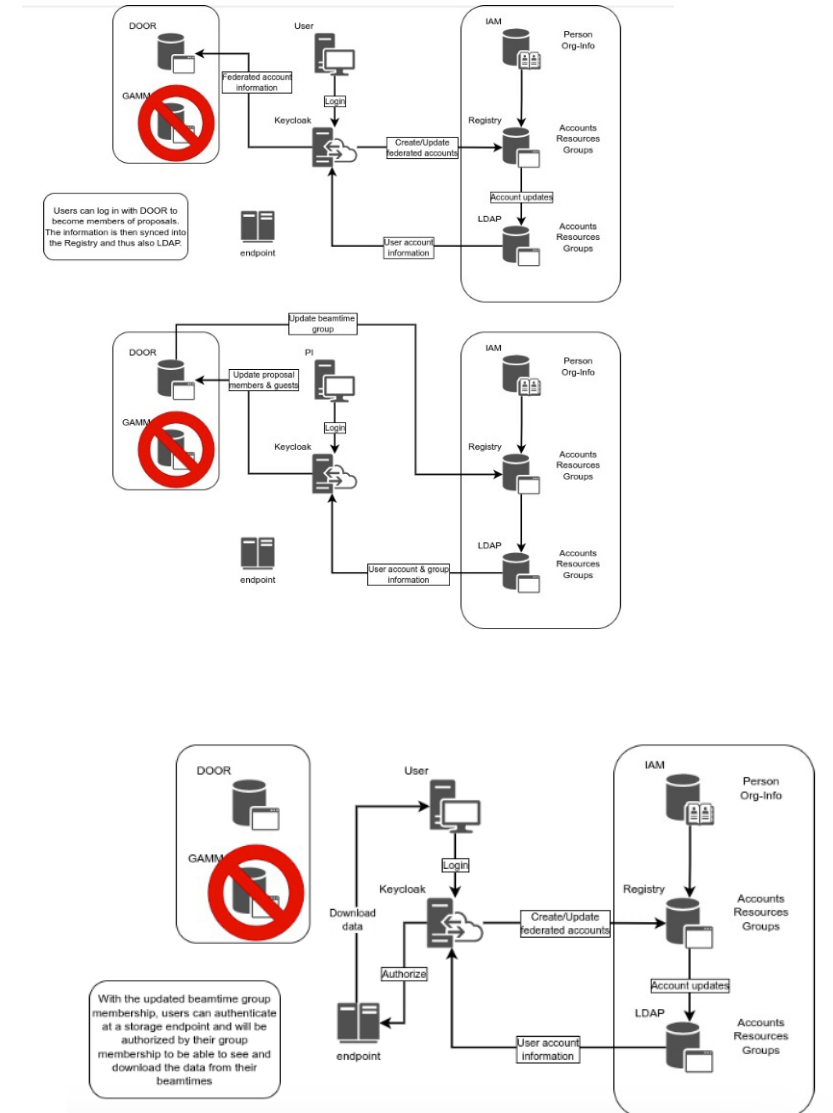 DOOR
User
IAM
Person
Org-Info
Federated account
information
GAMM
Login
Keycloak
Registry
Create/Update
federated accounts
Accounts
Resources
Groups
Account updates
Users can log in with DOOR to
become members of proposals.
The information is then synced into
the Registry and thus also LDAP.
LDAP
Accounts
Resources
Groups
User account
information
endpoint
Update beamtime
group
DOOR
PI
IAM
Person
Org-Info
Update proposal
members & guests
GAMM
Login
Keycloak
Registry
Accounts
Resources
Groups
LDAP
Accounts
Resources
Groups
User account & group
information
endpoint
DOOR
User
IAM
Person
Org-Info
GAMM
Login
Keycloak
Registry
Accounts
Resources
Groups
Download
data
Create/Update
federated accounts
Authorize
Account updates
With the updated beamtime group
membership, users can authenticate
at a storage endpoint and will be
authorized by their group
membership to be able to see and
download the data from their
beamtimes
LDAP
Accounts
Resources
Groups
User account
information
endpoint